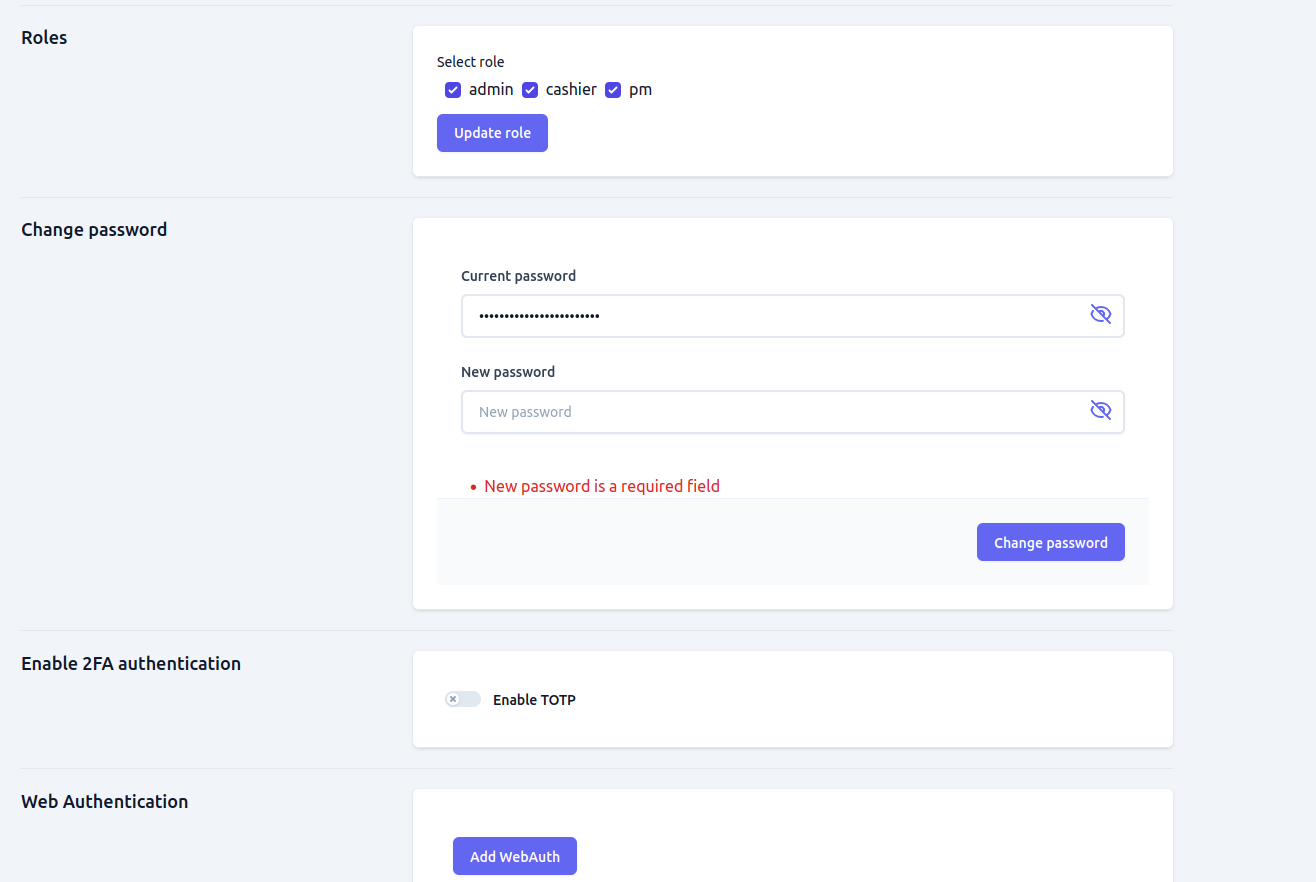 Roles
Select role
admin cashier pm
Update role
Change password
Current password
••••••••••••••••••••••••
New password
New password
• New password is a required field
Change password
Enable 2FA authentication
Enable TOTP
Web Authentication
Add WebAuth